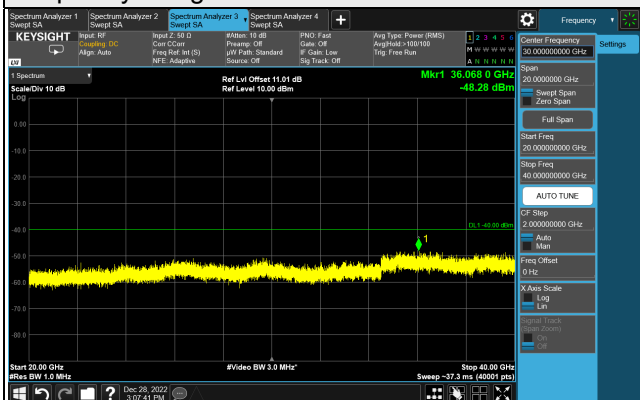 Spectrum Analyzer 1
Swept SA
Spectrum Analyzer 2
Swept SA
Spectrum Analyzer 3
Swept SA
Spectrum Analyzer 4
Swept SA
+
Frequency
KEYSIGHT
Input: RF
Coupling: DC
Align: Auto
Input Z: 50 Ω
Corr CCorr
Freq Ref: Int (S)
NFE: Adaptive
#Atten: 10 dB
Preamp: Off
µW Path: Standard
Source: Off
PNO: Fast
Gate: Off
IF Gain: Low
Sig Track: Off
Avg Type: Power (RMS)
Avg|Hold:>100/100
Trig: Free Run
1 2 3 4 5 6
M W W W W W
A N N N N N
LXI
1 Spectrum
Scale/Div 10 dB
Log
Ref Lvl Offset 11.01 dB
Ref Level 10.00 dBm
Mkr1 36.068 0 GHz
-48.28 dBm
0.00
-10.0
-20.0
-30.0
-40.0
-50.0
-60.0
-70.0
-80.0
DL1 -40.00 dBm
1
Start 20.00 GHz
#Res BW 1.0 MHz
#Video BW 3.0 MHz*
Stop 40.00 GHz
Sweep ~37.3 ms (40001 pts)
Center Frequency
30.000000000 GHz
Settings
Span
20.0000000 GHz
Swept Span
Zero Span
Full Span
Start Freq
20.000000000 GHz
Stop Freq
40.000000000 GHz
AUTO TUNE
CF Step
2.000000000 GHz
Auto
Man
Freq Offset
0 Hz
X Axis Scale
Log
Lin
Signal Track
(Span Zoom)
On
Off
?
Dec 28, 2022
3:07:41 PM